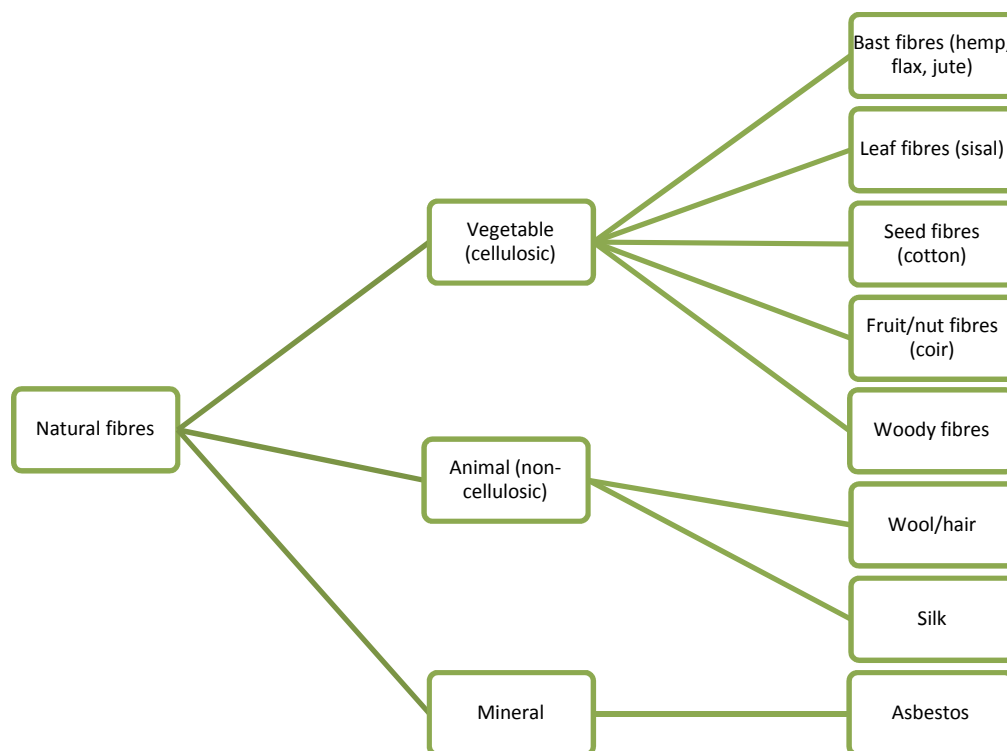 Bast fibres (hemp,
flax, jute)
Leaf fibres (sisal)
Vegetable
(cellulosic)
Seed fibres
(cotton)
Fruit/nut fibres
(coir)
Natural fibres
Woody fibres
Animal (non-
cellulosic)
Wool/hair
Silk
Mineral
Asbestos